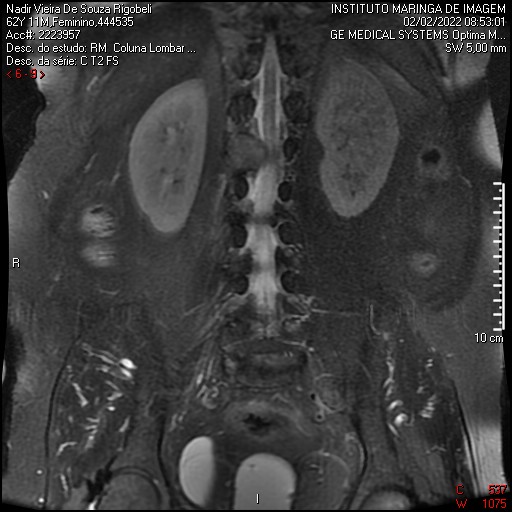 Nadir Vieira De Souza Rigobeli
62Y 11M,Feminino,444535
Acc#: 2223957
Desc. do estudo: RM Coluna Lombar ...
Desc. da série: C T2 FS
< 6 - 9 >
INSTITUTO MARINGA DE IMAGEM
02/02/2022 08:53:01
GE MEDICAL SYSTEMS Optima M...
SW 5,00 mm
R
10 cm
I
C 537
W 1075